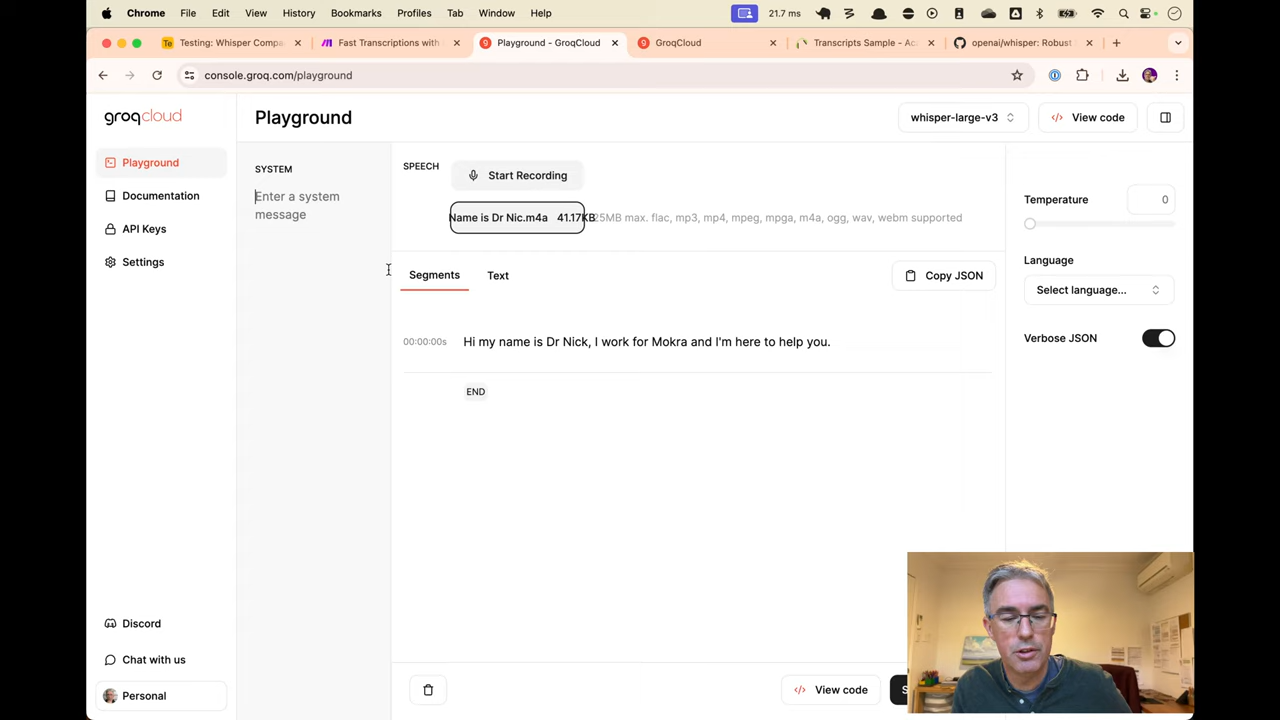 Chrome File Edit View History Bookmarks Profiles Tab Window Help 21.7 ms
Testing: Whisper Compa Fast Transcriptions with Playground - GroqCloud GroqCloud Transcripts Sample - Aca openai/whisper: Robust
console.groq.com/playground
groqcloud
Playground
Documentation
API Keys
Settings
Discord
Chat with us
Personal
Playground
whisper-large-v3
View code
SYSTEM
Enter a system
message
SPEECH
Start Recording
Name is Dr Nic.m4a 41.17KB 25MB max. flac, mp3, mp4, mpeg, mpga, m4a, ogg, wav, webm supported
Segments Text
Copy JSON
00:00:00s Hi my name is Dr Nick, I work for Mokra and I'm here to help you.
END
View code
S
Temperature 0
Language
Select language...
Verbose JSON